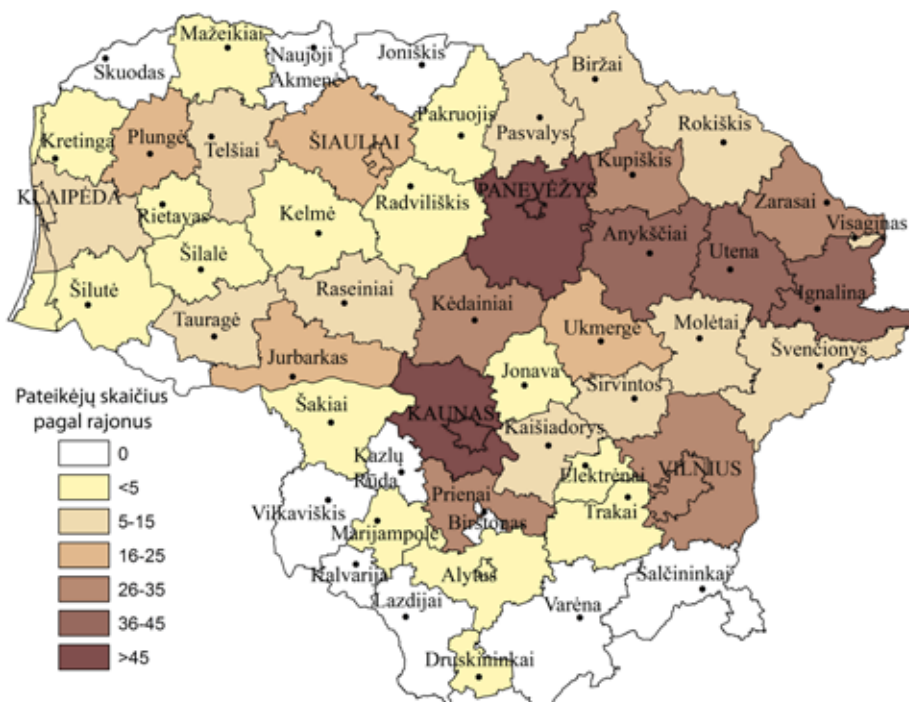 Mažeikiai
Naujoji
Akmenė
Joniškis
Skuodas
Biržai
Kretinga
Plungė
Telšiai
ŠIAULIAI
Pakruojis
Pasvalys
Rokiškis
Kupiškis
KLAIPĖDA
Rietavas
Kelmė
Radviliškis
PANEVĖŽYS
Zarasai
Visaginas
Anykščiai
Utena
Ignalina
Šilalė
Šilutė
Raseiniai
Kėdainiai
Tauragė
Ukmergė
Molėtai
Švenčionys
Jurbarkas
Jonava
Širvintos
Šakiai
KAUNAS
Kaišiadorys
Kazlų
Rūda
Elektrėnai
VILNIUS
Prienai
Vilkaviškis
Birštonas
Trakai
Marijampolė
Kalvarija
Alytus
Lazdijai
Varėna
Šalčininkai
Druskininkai
Pateikėjų skaičius
pagal rajonus
0
<5
5-15
16-25
26-35
36-45
>45